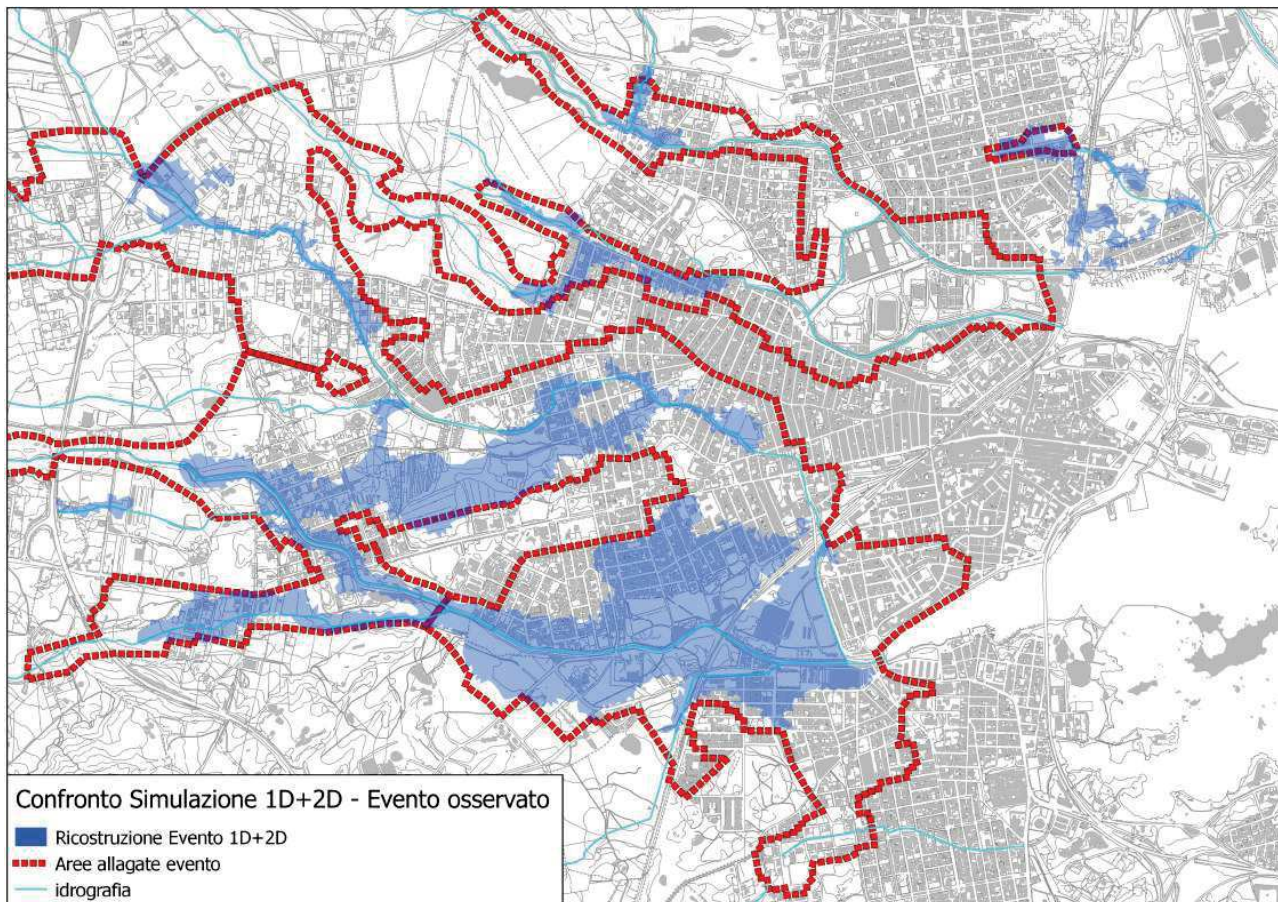 Confronto Simulazione 1D+2D - Evento osservato
Ricostruzione Evento 1D+2D
Aree allagate evento
idrografia